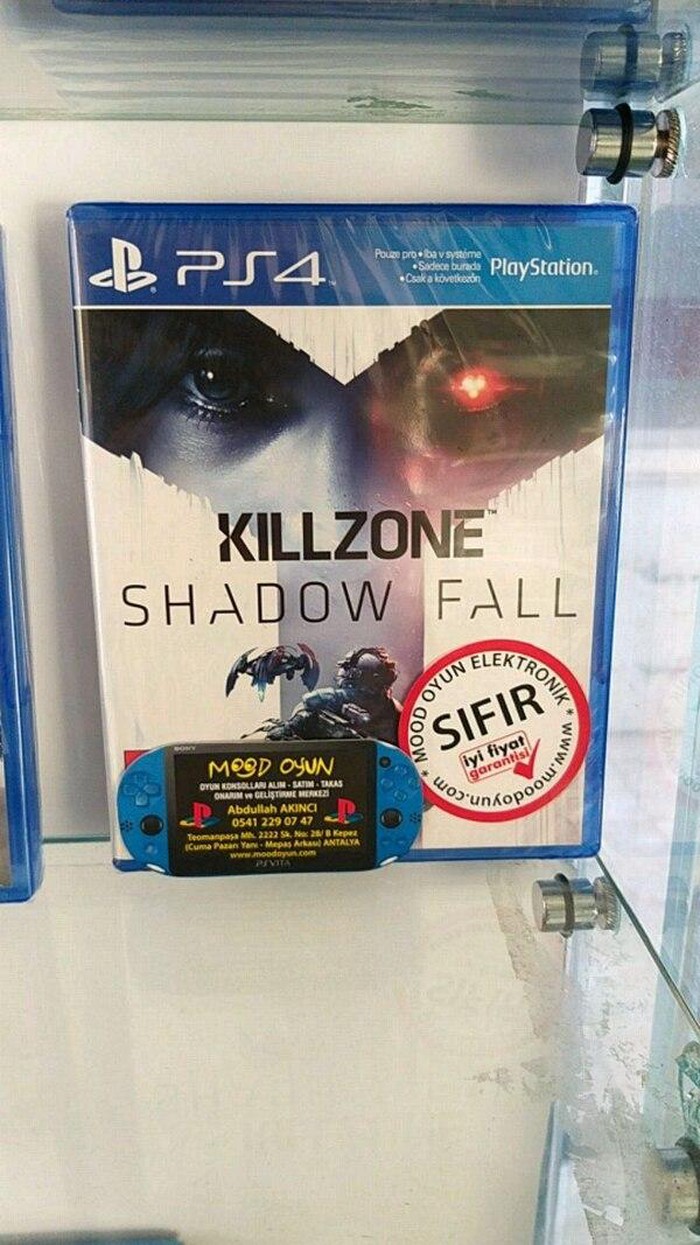 PS4
Pouze pro • Iba v systéme
• Sadece burada
• Csak a következőn
PlayStation®
KILLZONE™
SHADOW FALL
* MOOD OYUN ELEKTRONİK * www.moodoyun.com
SIFIR
iyi fiyat
garantisi
SONY
MOOD OYUN
OYUN KONSOLLARI ALIM - SATIM - TAKAS
ONARIM ve GELİŞTİRME MERKEZİ
Abdullah AKINCI
0541 229 07 47
Teomanpaşa Mh. 2222 Sk. No: 28/ B Kepez
(Cuma Pazarı Yanı - Mepaş Arkası) ANTALYA
www.moodoyun.com
PSVITA